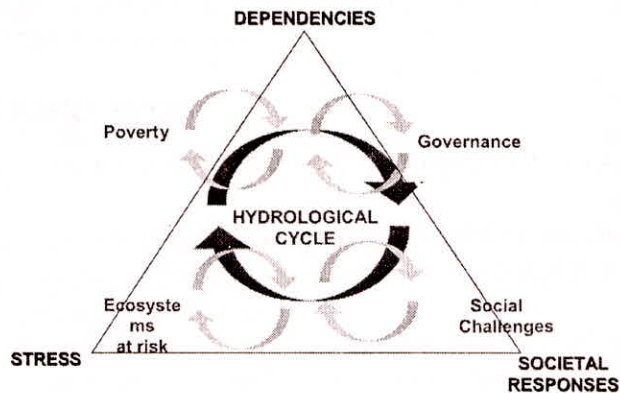 DEPENDENCIES
Poverty
Governance
HYDROLOGICAL
CYCLE
Ecosyste
ms
at risk
Social
Challenges
STRESS
SOCIETAL
RESPONSES